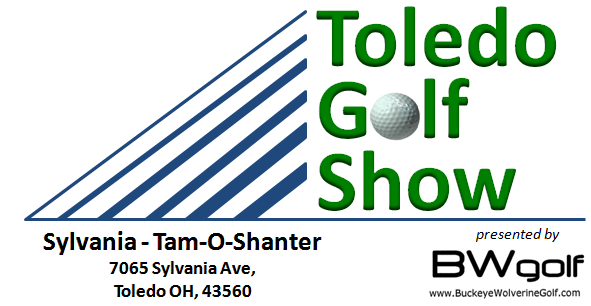 Toledo
Golf
Show
Sylvania - Tam-O-Shanter
7065 Sylvania Ave,
Toledo OH, 43560
presented by
BWgolf
www.BuckeyeWolverineGolf.com